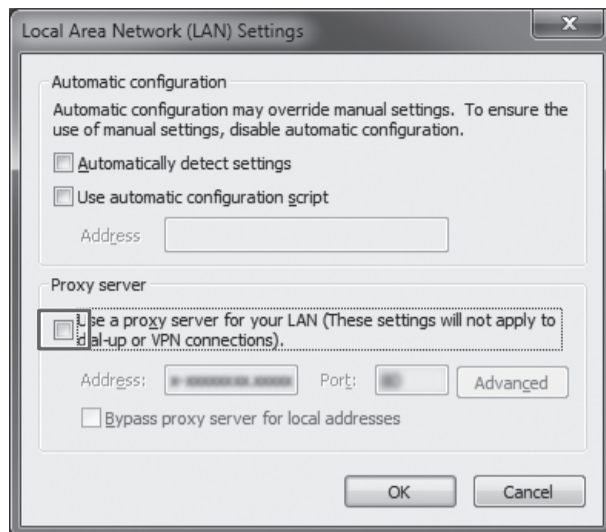 Local Area Network (LAN) Settings
X
Automatic configuration
Automatic configuration may override manual settings. To ensure the
use of manual settings, disable automatic configuration.
Automatically detect settings
Use automatic configuration script
Address
Proxy server
Use a proxy server for your LAN (These settings will not apply to
dial-up or VPN connections).
Address: Port: Advanced
Bypass proxy server for local addresses
OK Cancel